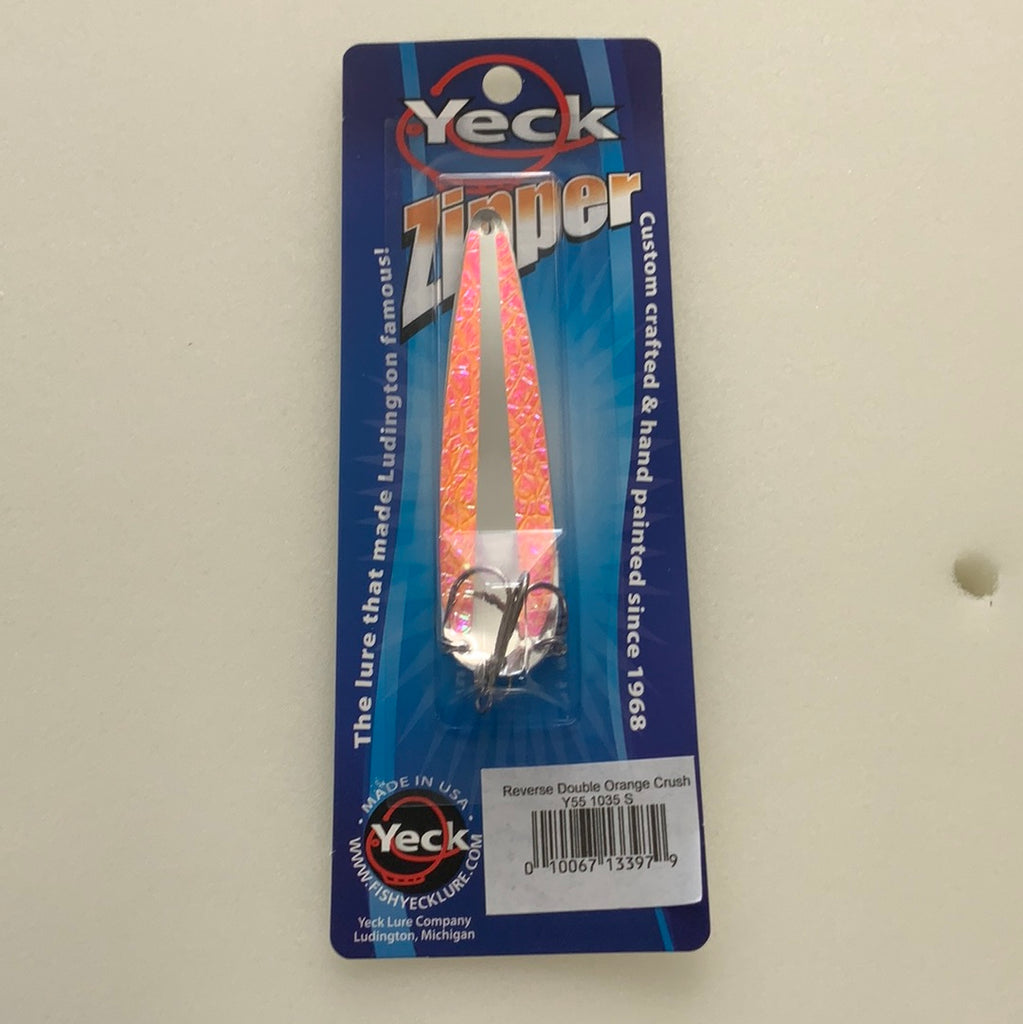 Yeck
Zipper
The lure that made Ludington famous!
Custom crafted & hand painted since 1968
Reverse Double Orange Crush
Y55 1035 S
0 10067 13397 9
• MADE IN USA •
Yeck
WWW.FISHYECKLURE.COM
Yeck Lure Company
Ludington, Michigan